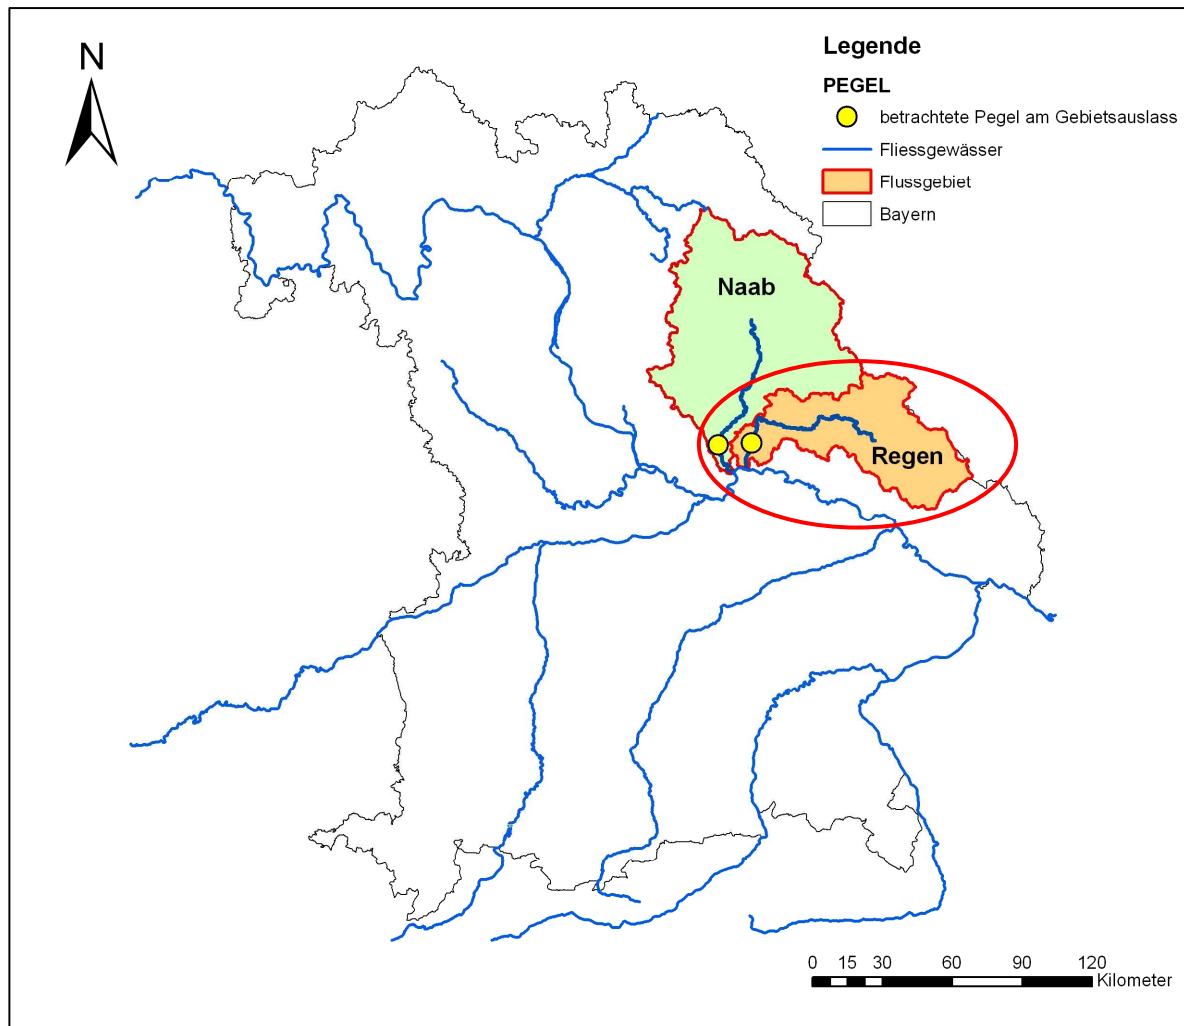 N
Legende
PEGEL
betrachtete Pegel am Gebietsauslass
Fliessgewässer
Flussgebiet
Bayern
Naab
Regen
0 15 30 60 90 120
Kilometer